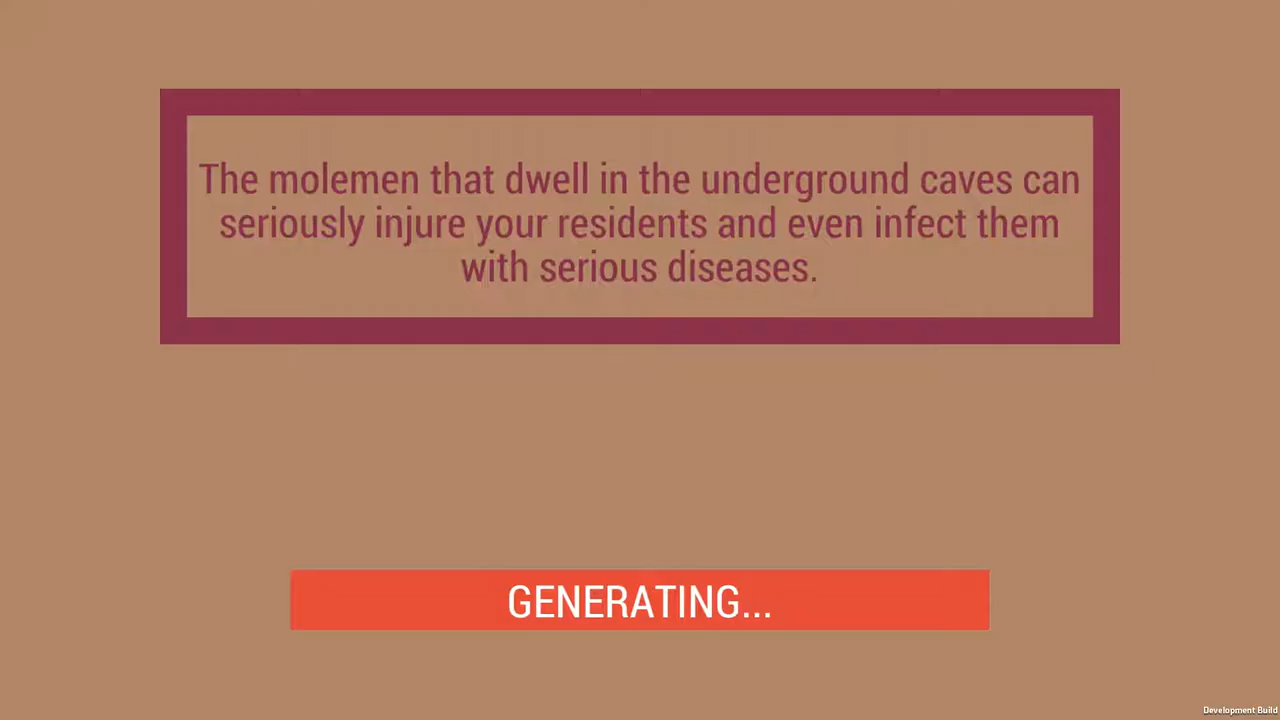 The molemen that dwell in the underground caves can
seriously injure your residents and even infect them
with serious diseases.
GENERATING...
Development Build